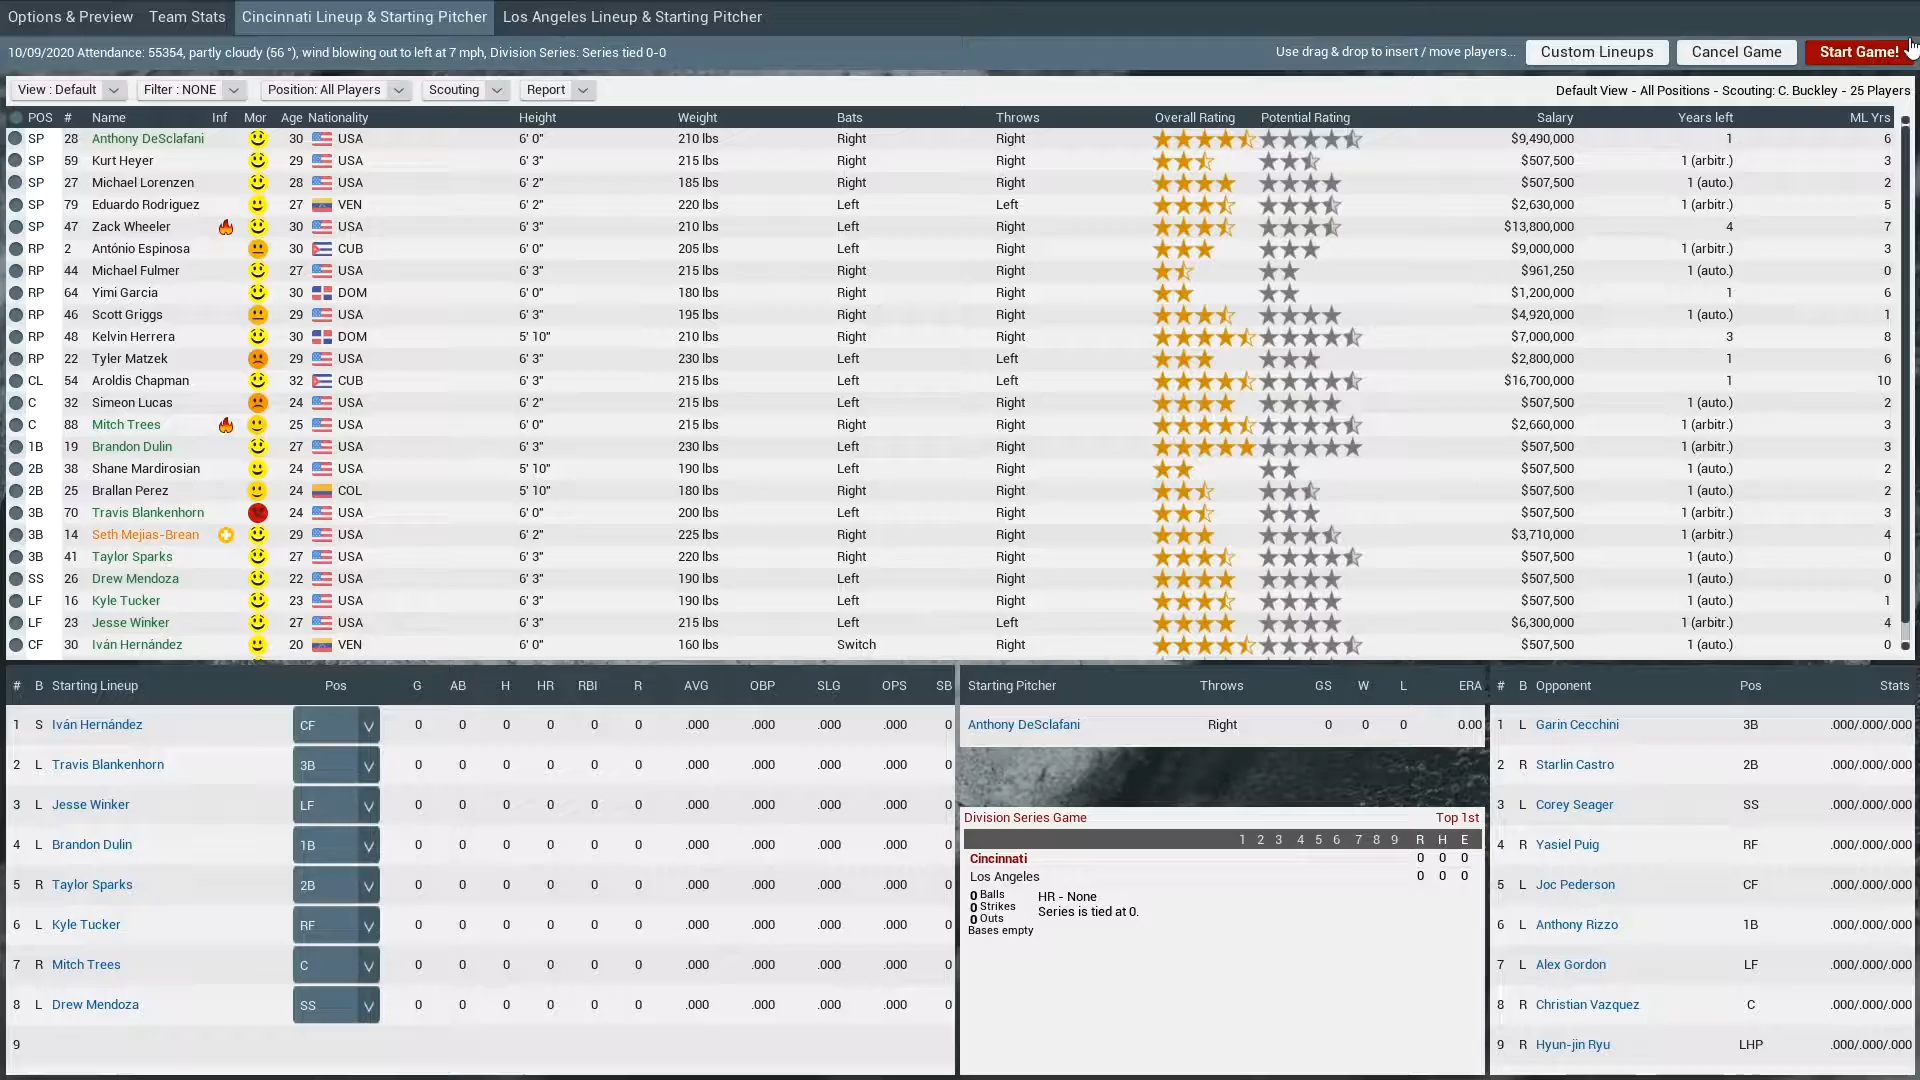 Options & Preview Team Stats Cincinnati Lineup & Starting Pitcher Los Angeles Lineup & Starting Pitcher
10/09/2020 Attendance: 55354, partly cloudy (56 °), wind blowing out to left at 7 mph, Division Series: Series tied 0-0 Use drag & drop to insert / move players... Custom Lineups Cancel Game Start Game!
View : Default Filter : NONE Position: All Players Scouting Report Default View - All Positions - Scouting: C. Buckley - 25 Players
POS # Name Inf Mor Age Nationality Height Weight Bats Throws Overall Rating Potential Rating Salary Years left ML Yrs
SP 28 Anthony DeSclafani 30 USA 6' 0" 210 lbs Right Right $9,490,000 1 6
SP 59 Kurt Heyer 29 USA 6' 3" 215 lbs Right Right $507,500 1 (arbitr.) 3
SP 27 Michael Lorenzen 28 USA 6' 2" 185 lbs Right Right $507,500 1 (auto.) 2
SP 79 Eduardo Rodriguez 27 VEN 6' 2" 220 lbs Left Left $2,630,000 1 (arbitr.) 5
SP 47 Zack Wheeler 30 USA 6' 3" 210 lbs Left Right $13,800,000 4 7
RP 2 António Espinosa 30 CUB 6' 0" 205 lbs Left Right $9,000,000 1 (arbitr.) 3
RP 44 Michael Fulmer 27 USA 6' 3" 215 lbs Right Right $961,250 1 (auto.) 0
RP 64 Yimi Garcia 30 DOM 6' 0" 180 lbs Right Right $1,200,000 1 6
RP 46 Scott Griggs 29 USA 6' 3" 195 lbs Right Right $4,920,000 1 (auto.) 1
RP 48 Kelvin Herrera 30 DOM 5' 10" 210 lbs Right Right $7,000,000 3 8
RP 22 Tyler Matzek 29 USA 6' 3" 230 lbs Left Left $2,800,000 1 6
CL 54 Aroldis Chapman 32 CUB 6' 3" 215 lbs Left Left $16,700,000 1 10
C 32 Simeon Lucas 24 USA 6' 2" 215 lbs Left Right $507,500 1 (auto.) 2
C 88 Mitch Trees 25 USA 6' 0" 215 lbs Right Right $2,660,000 1 (arbitr.) 3
1B 19 Brandon Dulin 27 USA 6' 3" 230 lbs Left Right $507,500 1 (arbitr.) 3
2B 38 Shane Mardirosian 24 USA 5' 10" 190 lbs Left Right $507,500 1 (auto.) 2
2B 25 Brallan Perez 24 COL 5' 10" 180 lbs Right Right $507,500 1 (auto.) 2
3B 70 Travis Blankenhorn 24 USA 6' 0" 200 lbs Left Right $507,500 1 (arbitr.) 3
3B 14 Seth Mejias-Brean 29 USA 6' 2" 225 lbs Right Right $3,710,000 1 (arbitr.) 4
3B 41 Taylor Sparks 27 USA 6' 3" 220 lbs Right Right $507,500 1 (auto.) 0
SS 26 Drew Mendoza 22 USA 6' 3" 190 lbs Left Right $507,500 1 (auto.) 0
LF 16 Kyle Tucker 23 USA 6' 3" 190 lbs Left Right $507,500 1 (auto.) 1
LF 23 Jesse Winker 27 USA 6' 3" 215 lbs Left Left $6,300,000 1 (arbitr.) 4
CF 30 Iván Hernández 20 VEN 6' 0" 160 lbs Switch Right $507,500 1 (auto.) 0
# B Starting Lineup Pos G AB H HR RBI R AVG OBP SLG OPS SB
1 S Iván Hernández CF 0 0 0 0 0 0 .000 .000 .000 .000 0
2 L Travis Blankenhorn 3B 0 0 0 0 0 0 .000 .000 .000 .000 0
3 L Jesse Winker LF 0 0 0 0 0 0 .000 .000 .000 .000 0
4 L Brandon Dulin 1B 0 0 0 0 0 0 .000 .000 .000 .000 0
5 R Taylor Sparks 2B 0 0 0 0 0 0 .000 .000 .000 .000 0
6 L Kyle Tucker RF 0 0 0 0 0 0 .000 .000 .000 .000 0
7 R Mitch Trees C 0 0 0 0 0 0 .000 .000 .000 .000 0
8 L Drew Mendoza SS 0 0 0 0 0 0 .000 .000 .000 .000 0
9
Starting Pitcher Throws GS W L ERA
Anthony DeSclafani Right 0 0 0 0.00
Division Series Game Top 1st
1 2 3 4 5 6 7 8 9 R H E
Cincinnati 0 0 0
Los Angeles 0 0 0
0 Balls HR - None
0 Strikes Series is tied at 0.
0 Outs
Bases empty
# B Opponent Pos Stats
1 L Garin Cecchini 3B .000/.000/.000
2 R Starlin Castro 2B .000/.000/.000
3 L Corey Seager SS .000/.000/.000
4 R Yasiel Puig RF .000/.000/.000
5 L Joc Pederson CF .000/.000/.000
6 L Anthony Rizzo 1B .000/.000/.000
7 L Alex Gordon LF .000/.000/.000
8 R Christian Vazquez C .000/.000/.000
9 R Hyun-jin Ryu LHP .000/.000/.000